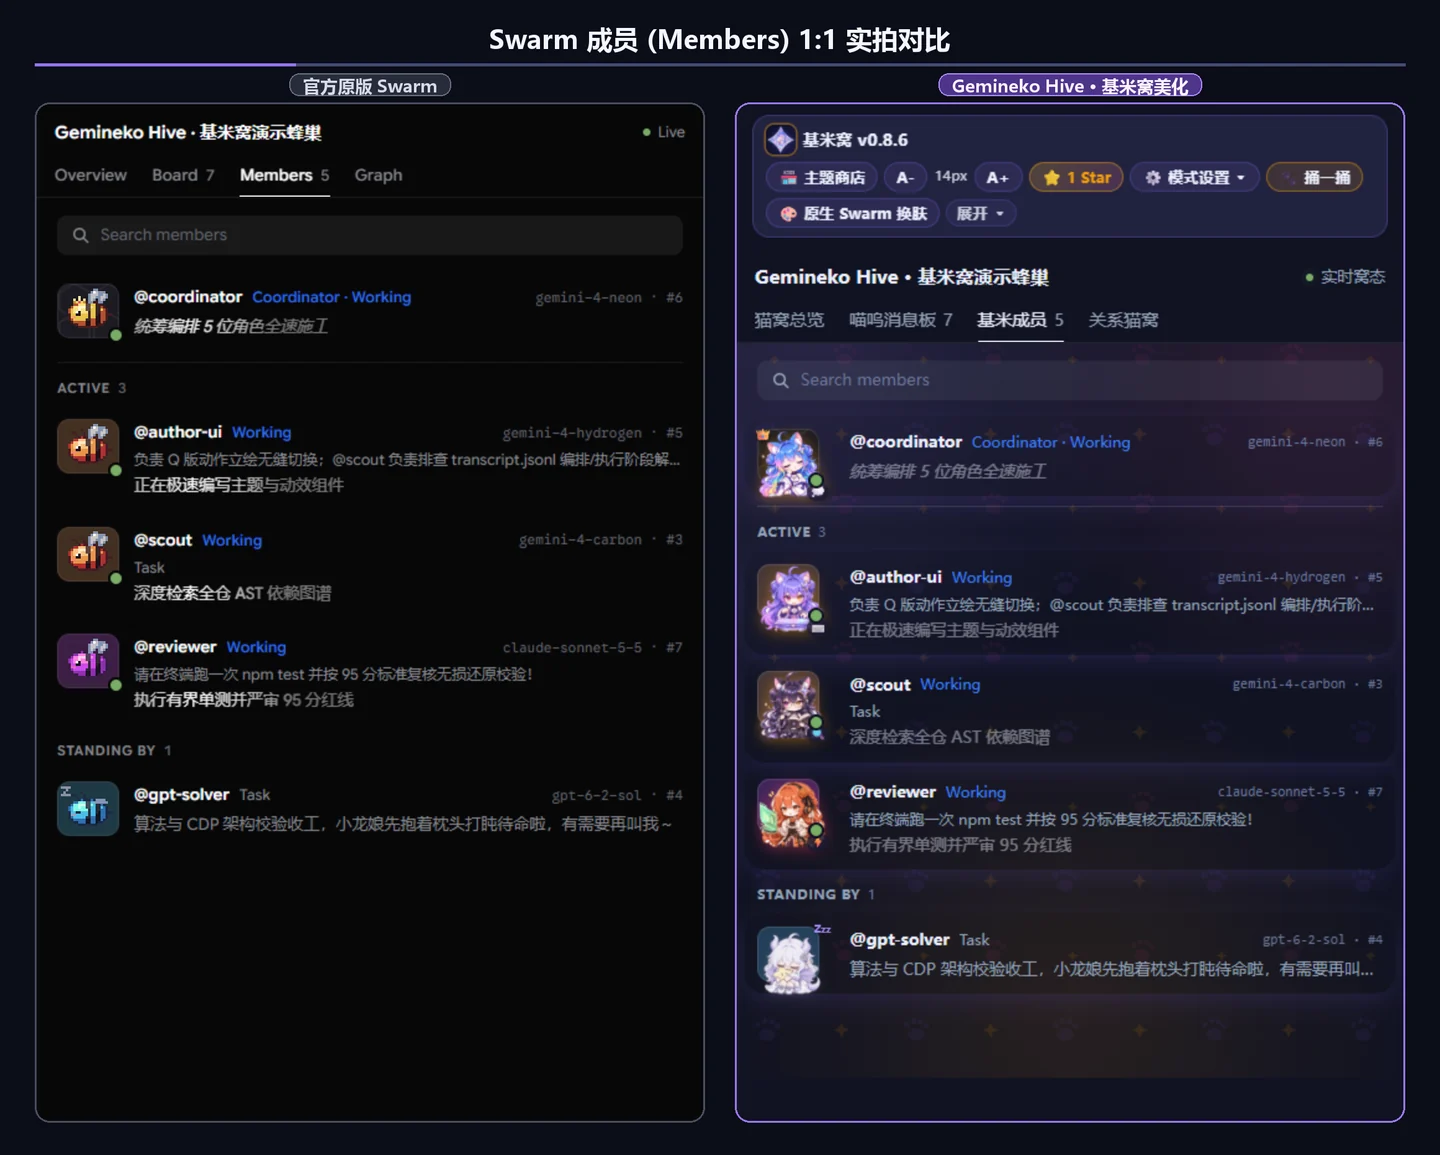 Swarm 成员 (Members) 1:1 实拍对比
官方原版 Swarm
Gemineko Hive · 基米窝演示蜂巢
Live
Overview Board 7 Members 5 Graph
Search members
@coordinator Coordinator · Working gemini-4-neon · #6
统筹编排 5 位角色全速施工
ACTIVE 3
@author-ui Working gemini-4-hydrogen · #5
负责 Q 版动作立绘无缝切换；@scout 负责排查 transcript.jsonl 编排/执行阶段解...
正在极速编写主题与动效组件
@scout Working gemini-4-carbon · #3
Task
深度检索全仓 AST 依赖图谱
@reviewer Working claude-sonnet-5-5 · #7
请在终端跑一次 npm test 并按 95 分标准复核无损还原校验！
执行有界单测并严审 95 分红线
STANDING BY 1
@gpt-solver Task gpt-6-2-sol · #4
算法与 CDP 架构校验收工，小龙娘先抱着枕头打盹待命啦，有需要再叫我～
Gemineko Hive • 基米窝美化
基米窝 v0.8.6
主题商店 A- 14px A+ 1 Star 模式设置 捅一捅
原生 Swarm 换肤 展开
Gemineko Hive • 基米窝演示蜂巢
实时窝态
猫窝总览 喵呜消息板 7 基米成员 5 关系猫窝
Search members
@coordinator Coordinator · Working gemini-4-neon · #6
统筹编排 5 位角色全速施工
ACTIVE 3
@author-ui Working gemini-4-hydrogen · #5
负责 Q 版动作立绘无缝切换；@scout 负责排查 transcript.jsonl 编排/执行阶...
正在极速编写主题与动效组件
@scout Working gemini-4-carbon · #3
Task
深度检索全仓 AST 依赖图谱
@reviewer Working claude-sonnet-5-5 · #7
请在终端跑一次 npm test 并按 95 分标准复核无损还原校验！
执行有界单测并严审 95 分红线
STANDING BY 1
Zzz
@gpt-solver Task gpt-6-2-sol · #4
算法与 CDP 架构校验收工，小龙娘先抱着枕头打盹待命啦，有需要再叫...